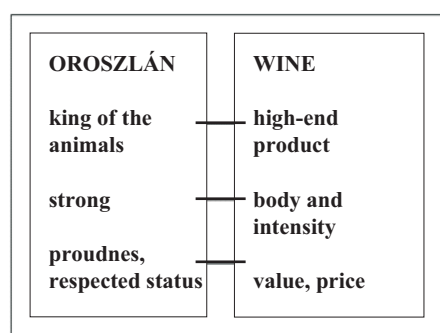 OROSZLÁN
king of the
animals
strong
proudnes,
respected status
WINE
high-end
product
body and
intensity
value, price